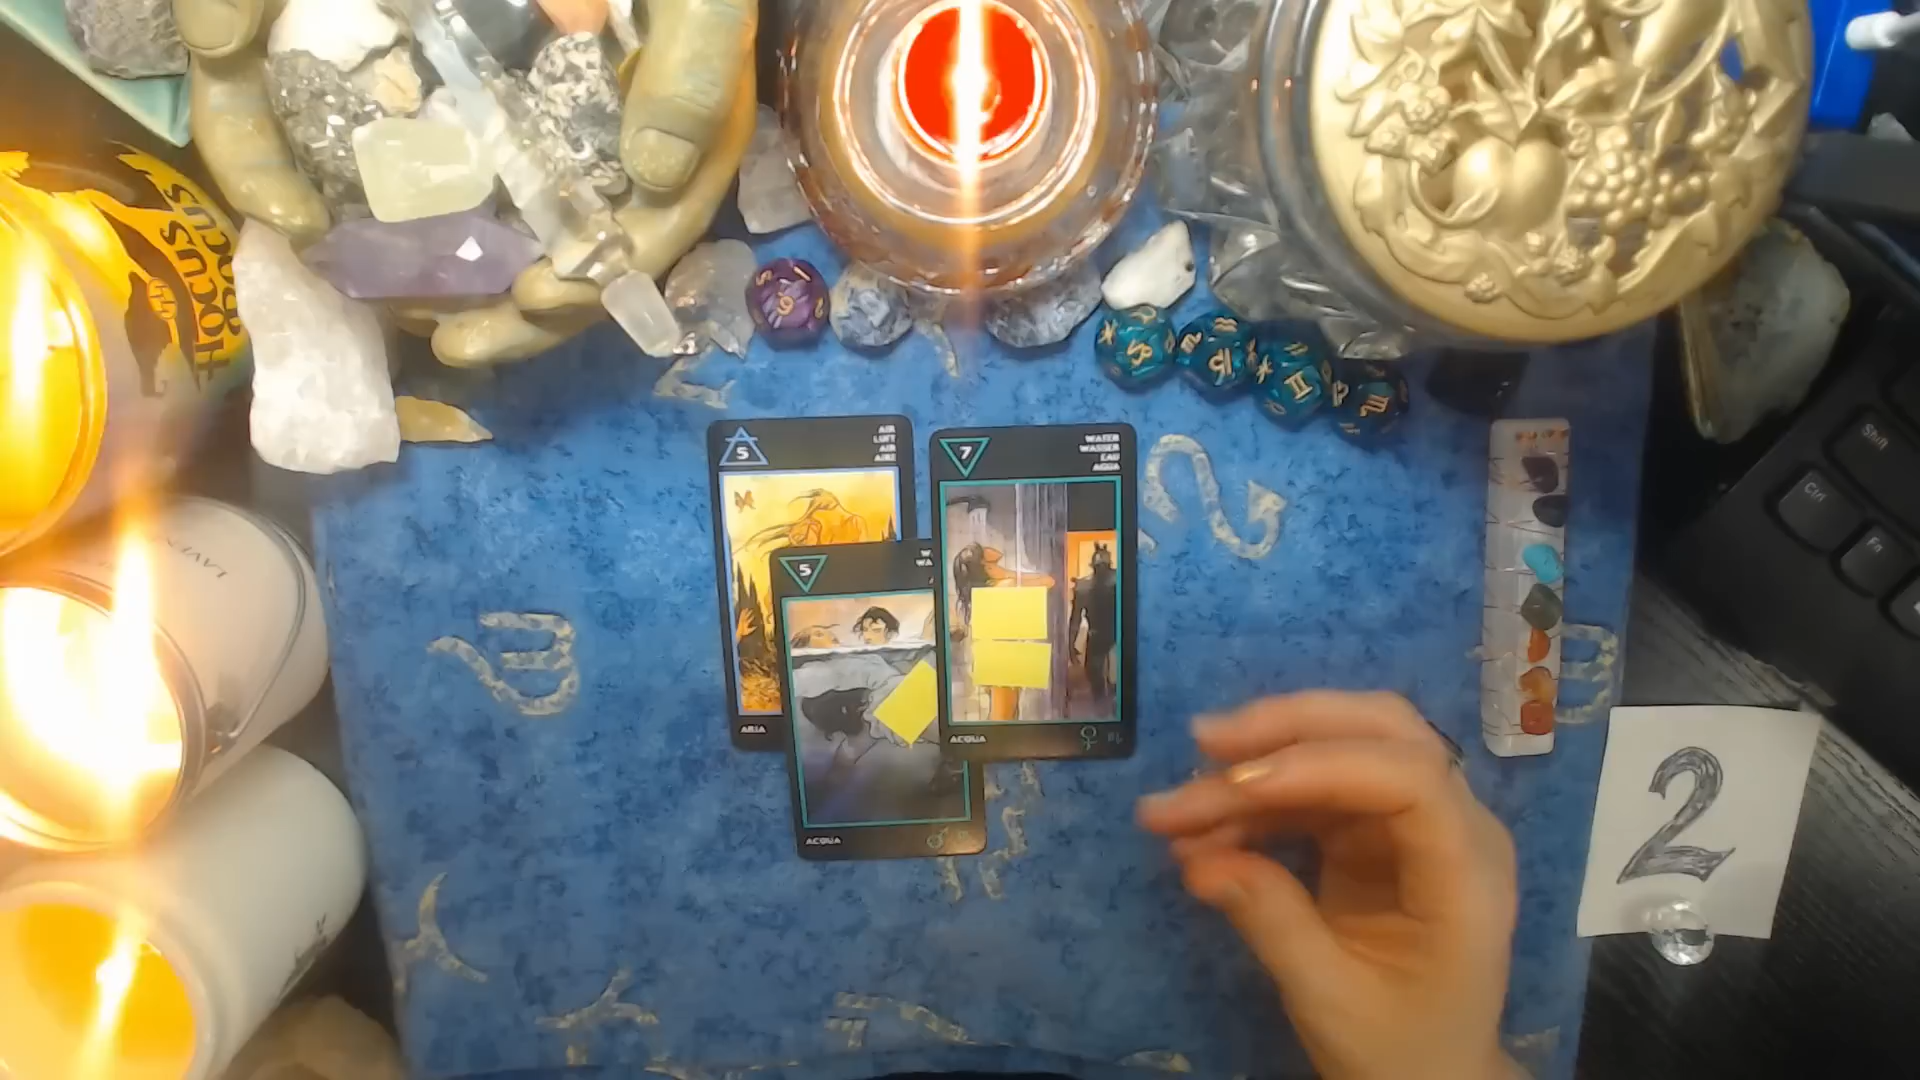 HOCUS
POCUS
LAVEN
5
AIR
LUFT
AIR
AIRE
ARIA
5
ACQUA
7
WATER
WASSER
EAU
AGUA
ACQUA
Shift
Ctrl
Fn
2